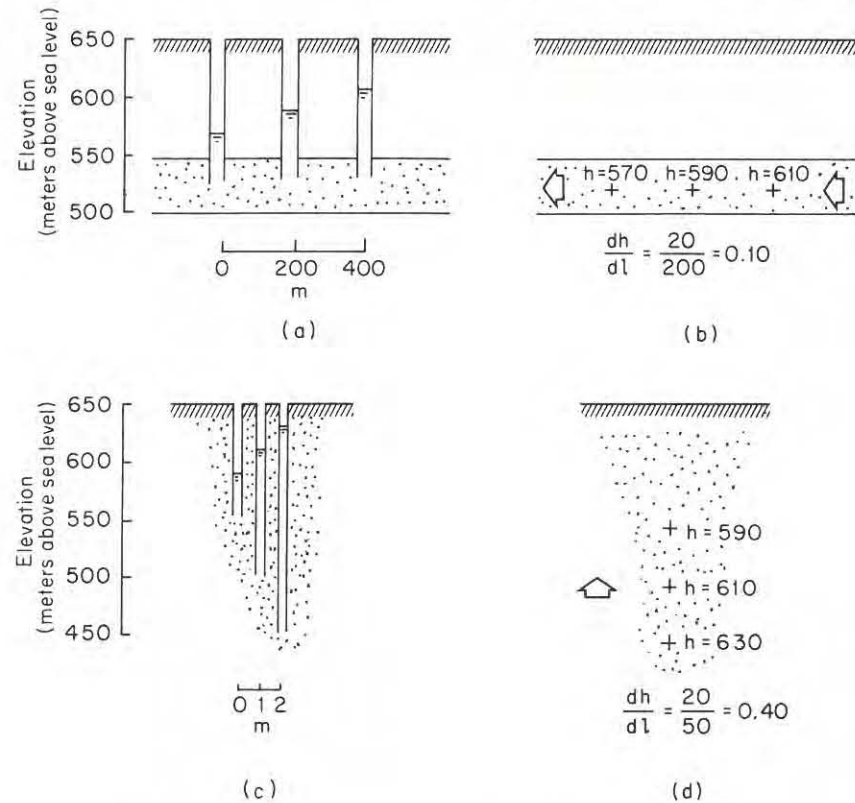 Elevation
(meters above sea level)
650
600
550
500
0 200 400
m
(a)
h=570 h=590 h=610
dh/dl = 20/200 = 0.10
(b)
Elevation
(meters above sea level)
650
600
550
500
450
0 1 2
m
(c)
h=590
h=610
h=630
dh/dl = 20/50 = 0.40
(d)